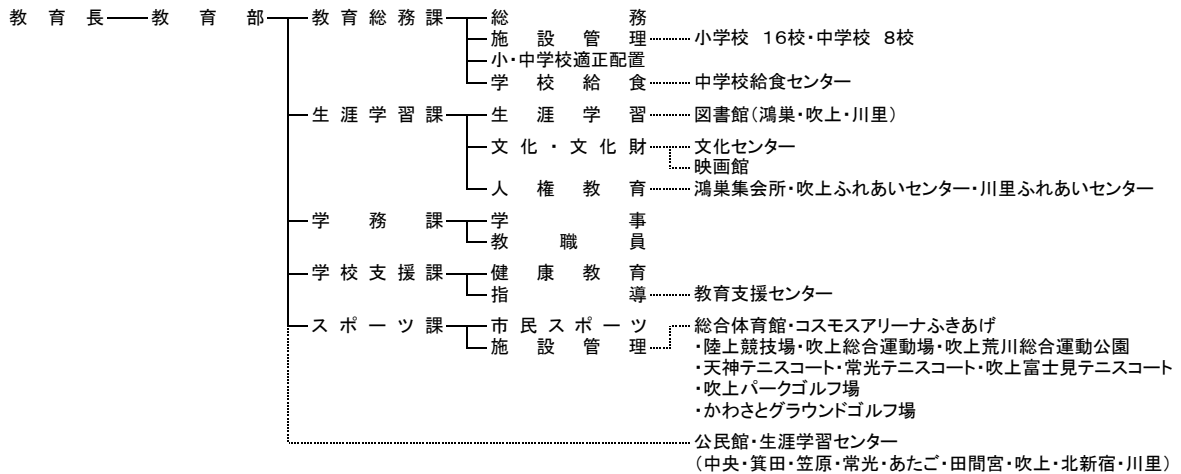 教育長 教育部 教育総務課 総務
施設管理 小学校 16校・中学校 8校
小・中学校適正配置
学校給食 中学校給食センター
生涯学習課 生涯学習 図書館(鴻巣・吹上・川里)
文化・文化財 文化センター
映画館
人権教育 鴻巣集会所・吹上ふれあいセンター・川里ふれあいセンター
学務課 学事
教職員
学校支援課 健康教育
指導 教育支援センター
スポーツ課 市民スポーツ 総合体育館・コスモスアリーナふきあげ
施設管理 ・陸上競技場・吹上総合運動場・吹上荒川総合運動公園
・天神テニスコート・常光テニスコート・吹上富士見テニスコート
・吹上パークゴルフ場
・かわさとグラウンドゴルフ場
公民館・生涯学習センター
(中央・箕田・笠原・常光・あたご・田間宮・吹上・北新宿・川里)